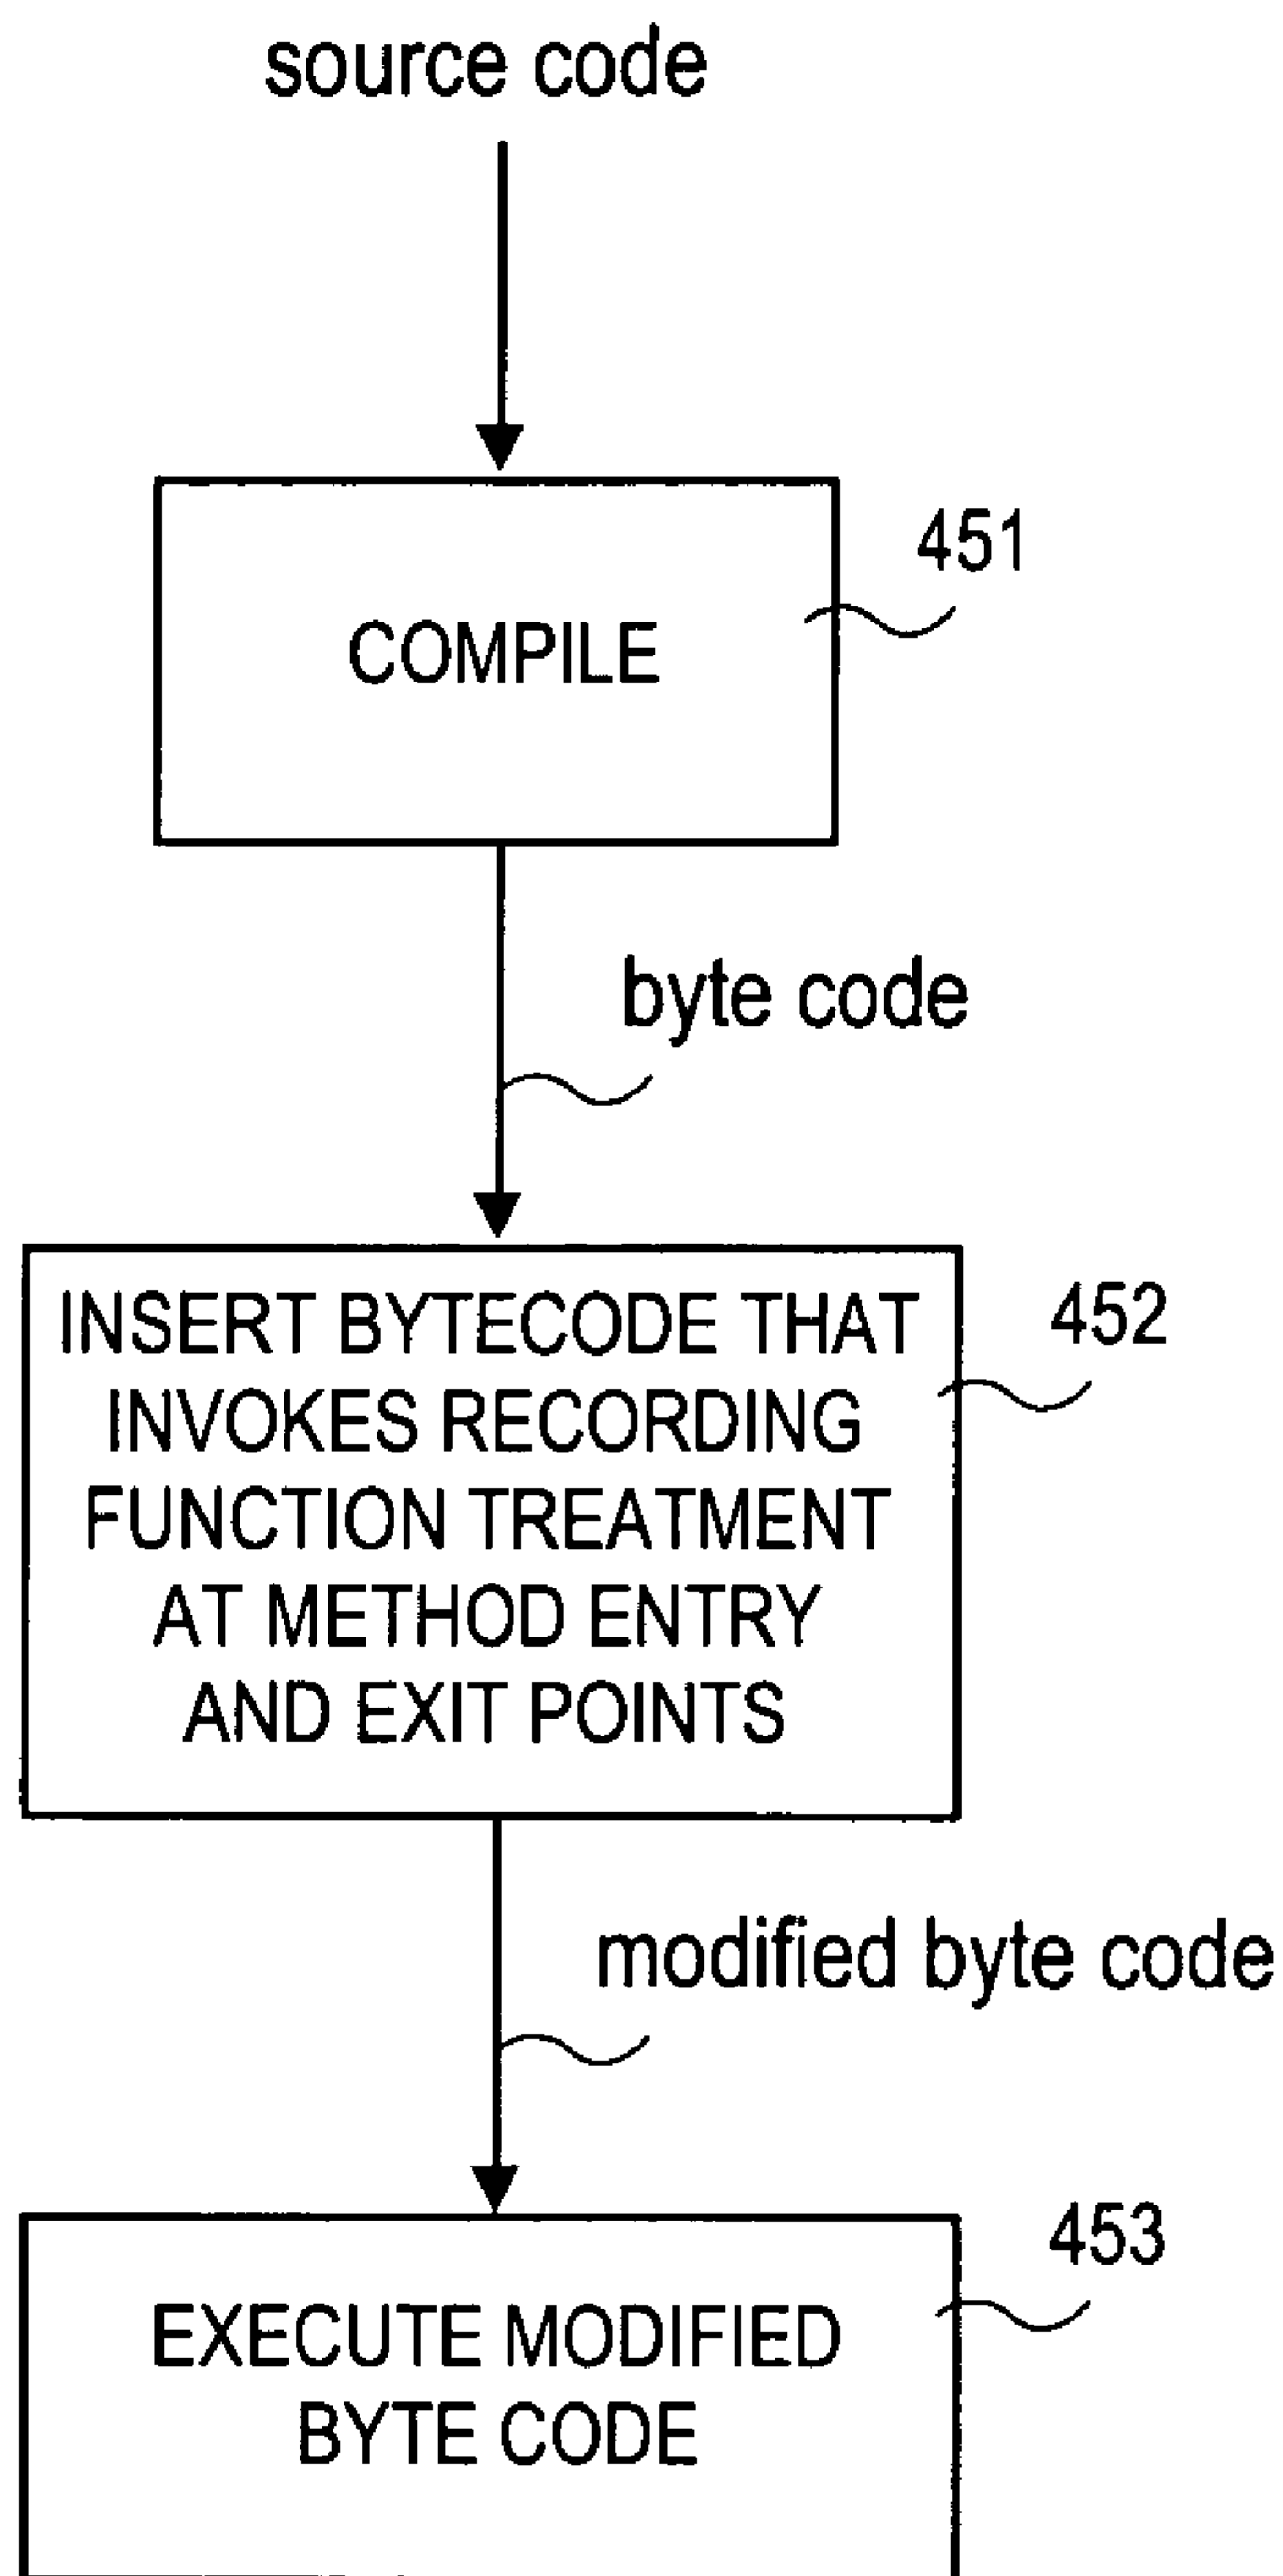 source code
451
COMPILE
byte code
452
INSERT BYTECODE THAT
INVOKES RECORDING
FUNCTION TREATMENT
AT METHOD ENTRY
AND EXIT POINTS
modified byte code
453
EXECUTE MODIFIED
BYTE CODE